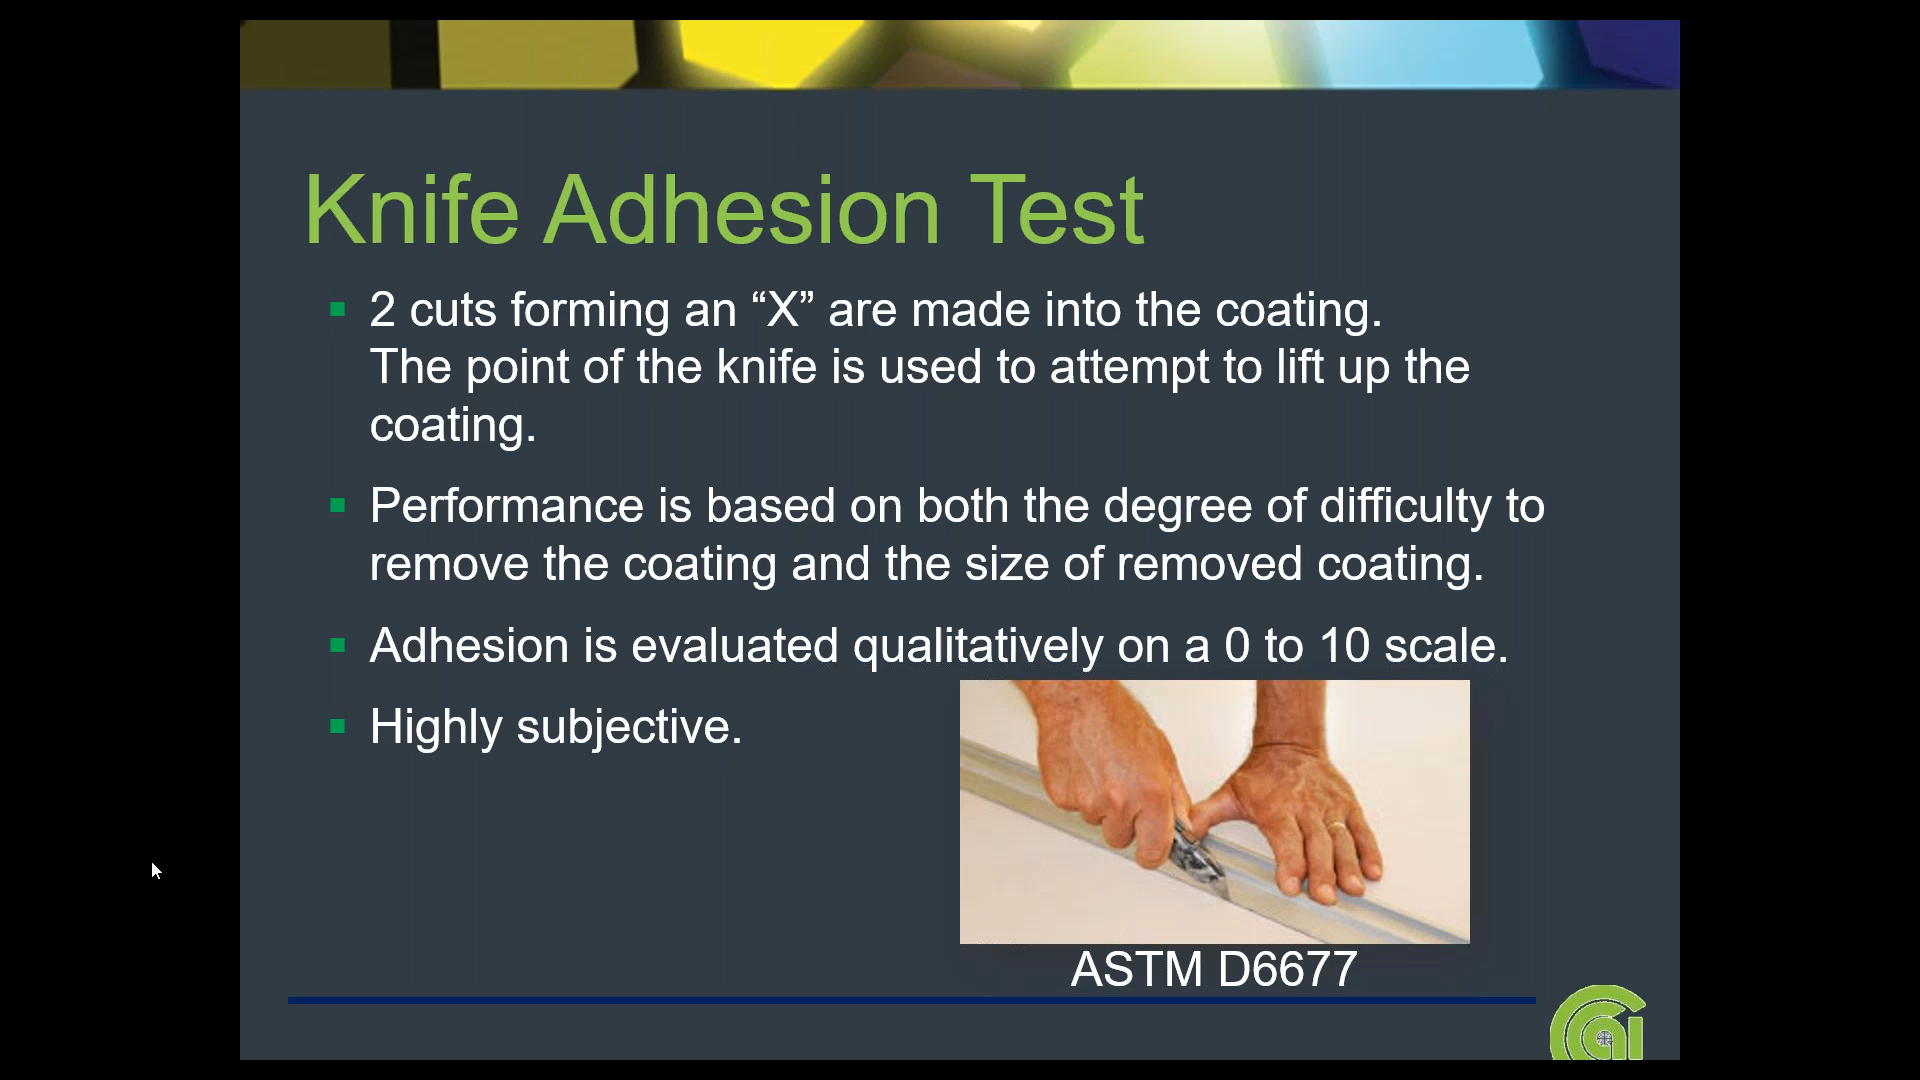 Knife Adhesion Test
2 cuts forming an “X” are made into the coating.
The point of the knife is used to attempt to lift up the
coating.
Performance is based on both the degree of difficulty to
remove the coating and the size of removed coating.
Adhesion is evaluated qualitatively on a 0 to 10 scale.
Highly subjective.
ASTM D6677